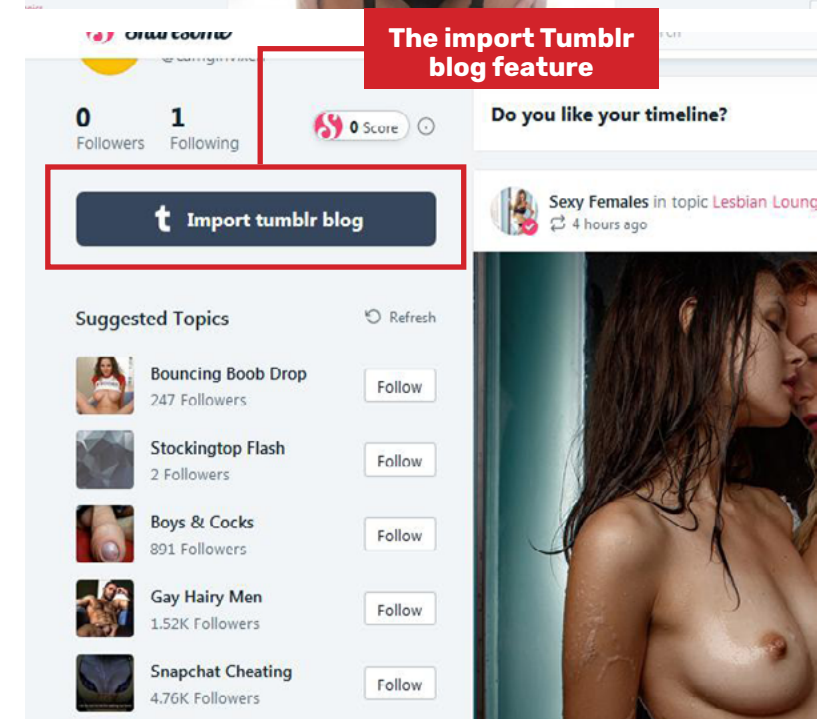 The import Tumblr
blog feature
0
Followers
1
Following
0 Score
Do you like your timeline?
Import tumblr blog
Sexy Females in topic Lesbian Loung
4 hours ago
Suggested Topics
Refresh
Bouncing Boob Drop
247 Followers
Follow
Stockingtop Flash
2 Followers
Follow
Boys & Cocks
891 Followers
Follow
Gay Hairy Men
1.52K Followers
Follow
Snapchat Cheating
4.76K Followers
Follow